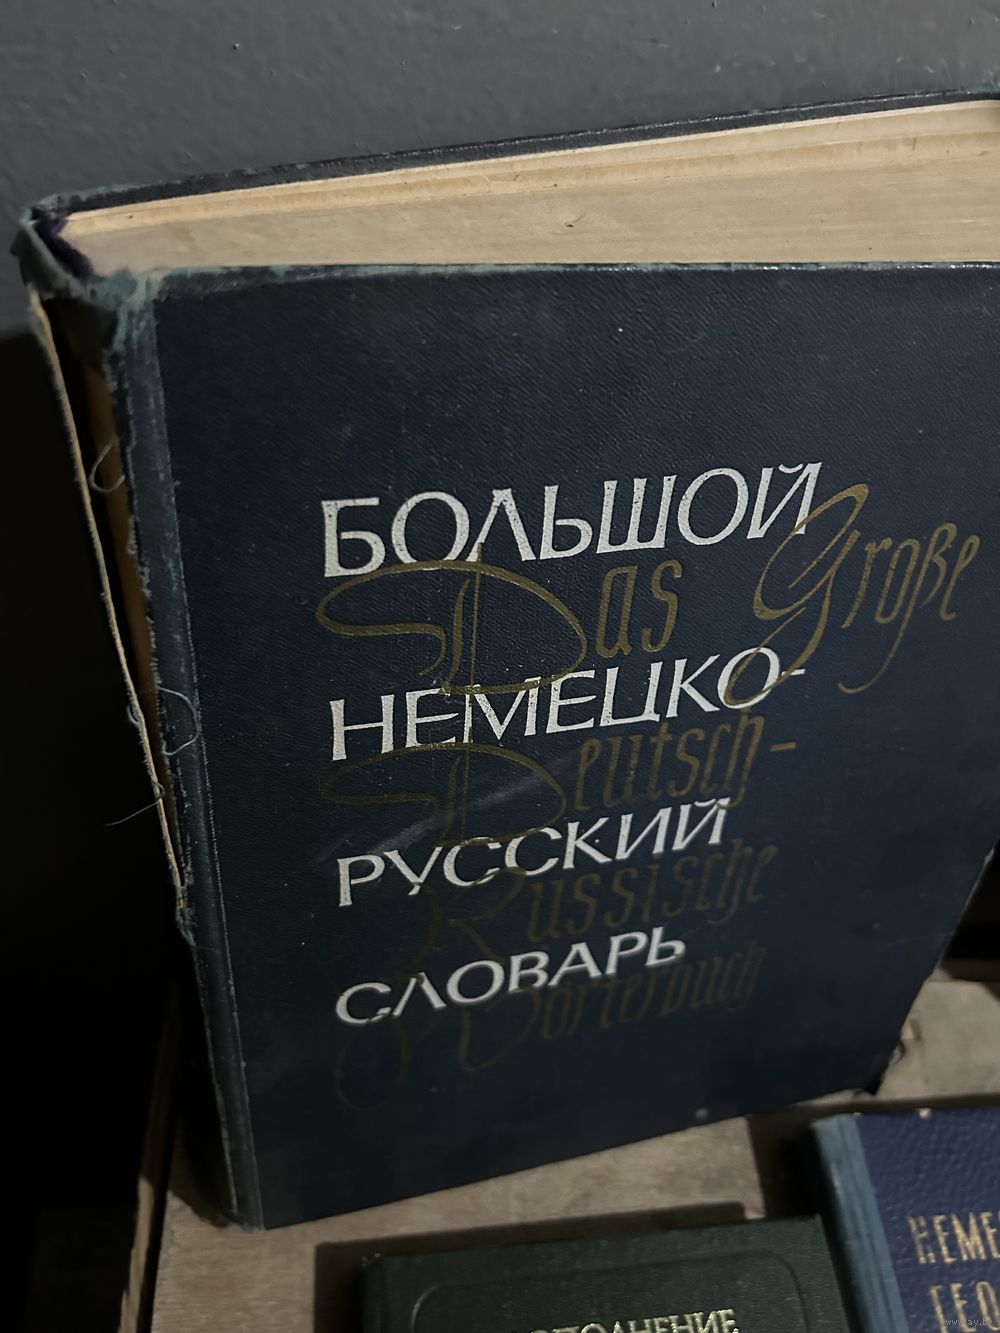 БОЛЬШОЙ
Das Große
НЕМЕЦКО-
Deutsch-
РУССКИЙ
Russische
СЛОВАРЬ
Wörterbuch